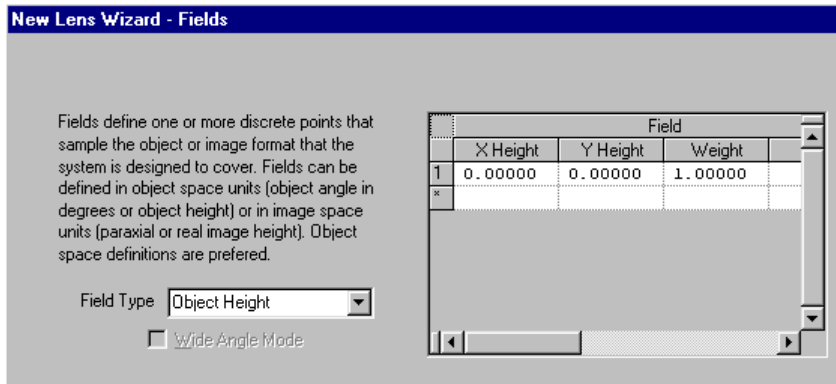 New Lens Wizard - Fields
Fields define one or more discrete points that
sample the object or image format that the
system is designed to cover. Fields can be
defined in object space units (object angle in
degrees or object height) or in image space
units (paraxial or real image height). Object
space definitions are prefered.
Field Type Object Height
Wide Angle Mode
Field
X Height Y Height Weight
1 0.00000 0.00000 1.00000
*